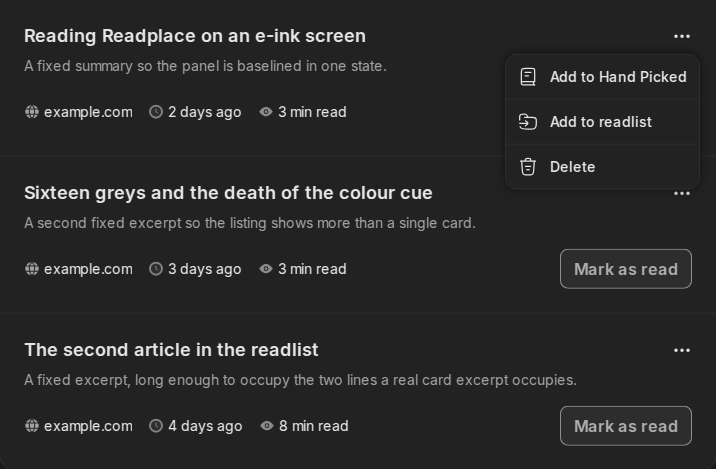 Reading Readplace on an e-ink screen
A fixed summary so the panel is baselined in one state.
example.com 2 days ago 3 min read
Add to Hand Picked
Add to readlist
Delete
Sixteen greys and the death of the colour cue
A second fixed excerpt so the listing shows more than a single card.
example.com 3 days ago 3 min read
Mark as read
The second article in the readlist
A fixed excerpt, long enough to occupy the two lines a real card excerpt occupies.
example.com 4 days ago 8 min read
Mark as read